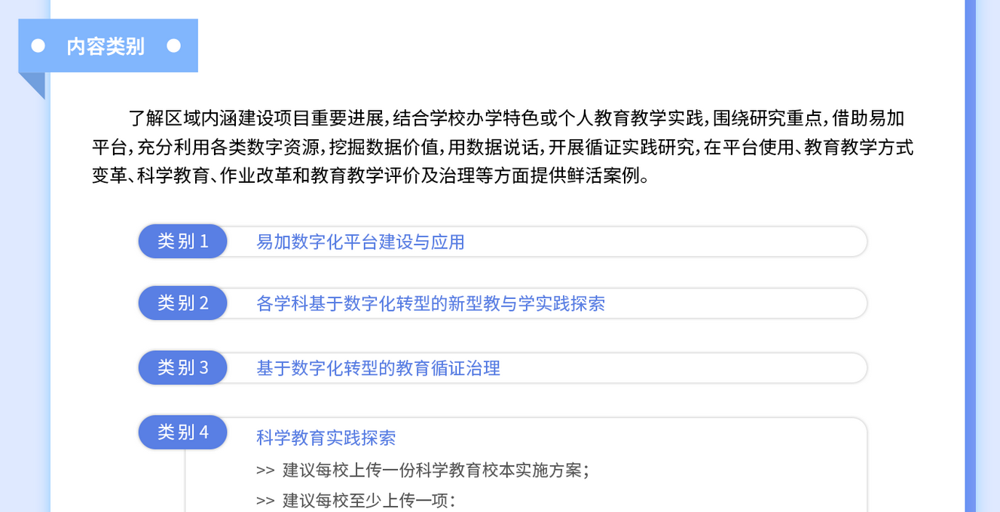 内容类别
了解区域内涵建设项目重要进展，结合学校办学特色或个人教育教学实践，围绕研究重点，借助易加
平台，充分利用各类数字资源，挖掘数据价值，用数据说话，开展循证实践研究，在平台使用、教育教学方式
变革、科学教育、作业改革和教育教学评价及治理等方面提供鲜活案例。
类别1 易加数字化平台建设与应用
类别2 各学科基于数字化转型的新型教与学实践探索
类别3 基于数字化转型的教育循证治理
类别4 科学教育实践探索
>> 建议每校上传一份科学教育校本实施方案；
>> 建议每校至少上传一项：